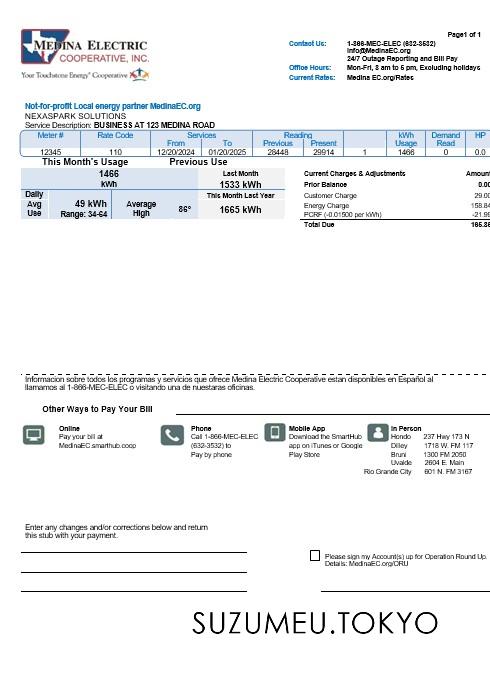 Page1 of 1
MEDINA ELECTRIC
COOPERATIVE, INC.
Your Touchstone Energy® Cooperative
Contact Us: 1-866-MEC-ELEC (632-3532)
Info@MedinaEC.org
24/7 Outage Reporting and Bill Pay
Office Hours: Mon-Fri, 8 am to 5 pm, Excluding holidays
Current Rates: Medina EC.org/Rates
Not-for-profit Local energy partner MedinaEC.org
NEXASPARK SOLUTIONS
Service Description: BUSINESS AT 123 MEDINA ROAD
Meter # Rate Code Services Reading kWh Demand HP
From To Previous Present Usage Read
12345 110 12/20/2024 01/20/2025 28448 29914 1 1466 0 0.0
This Month's Usage Previous Use
1466
kWh
Last Month
1533 kWh
Daily
Avg
Use
49 kWh
Range: 34-64
Average
High
86°
This Month Last Year
1665 kWh
Current Charges & Adjustments Amoun
Prior Balance 0.00
Customer Charge 29.00
Energy Charge 158.84
PCRF (-0.01500 per kWh) -21.99
Total Due
Informacion sobre todos los programas y servicios que ofrece Medina Electric Cooperative estan disponibles en Español al
llamamos al 1-866-MEC-ELEC o visitando una de nuestaras oficinas.
Other Ways to Pay Your Bill
Online
Pay your bill at
MedinaEC.smarthub.coop
Phone
Call 1-866-MEC-ELEC
(632-3532) to
Pay by phone
Mobile App
Download the SmartHub
app on iTunes or Google
Play Store
In Person
Hondo 237 Hwy 173 N
Dilley 1718 W. FM 117
Bruni 1300 FM 2050
Uvalde 2604 E. Main
Rio Grande City 601 N. FM 3167
Enter any changes and/or corrections below and return
this stub with your payment.
Please sign my Account(s) up for Operation Round Up.
Details: MedinaEC.org/ORU
SUZUMEU.TOKYO